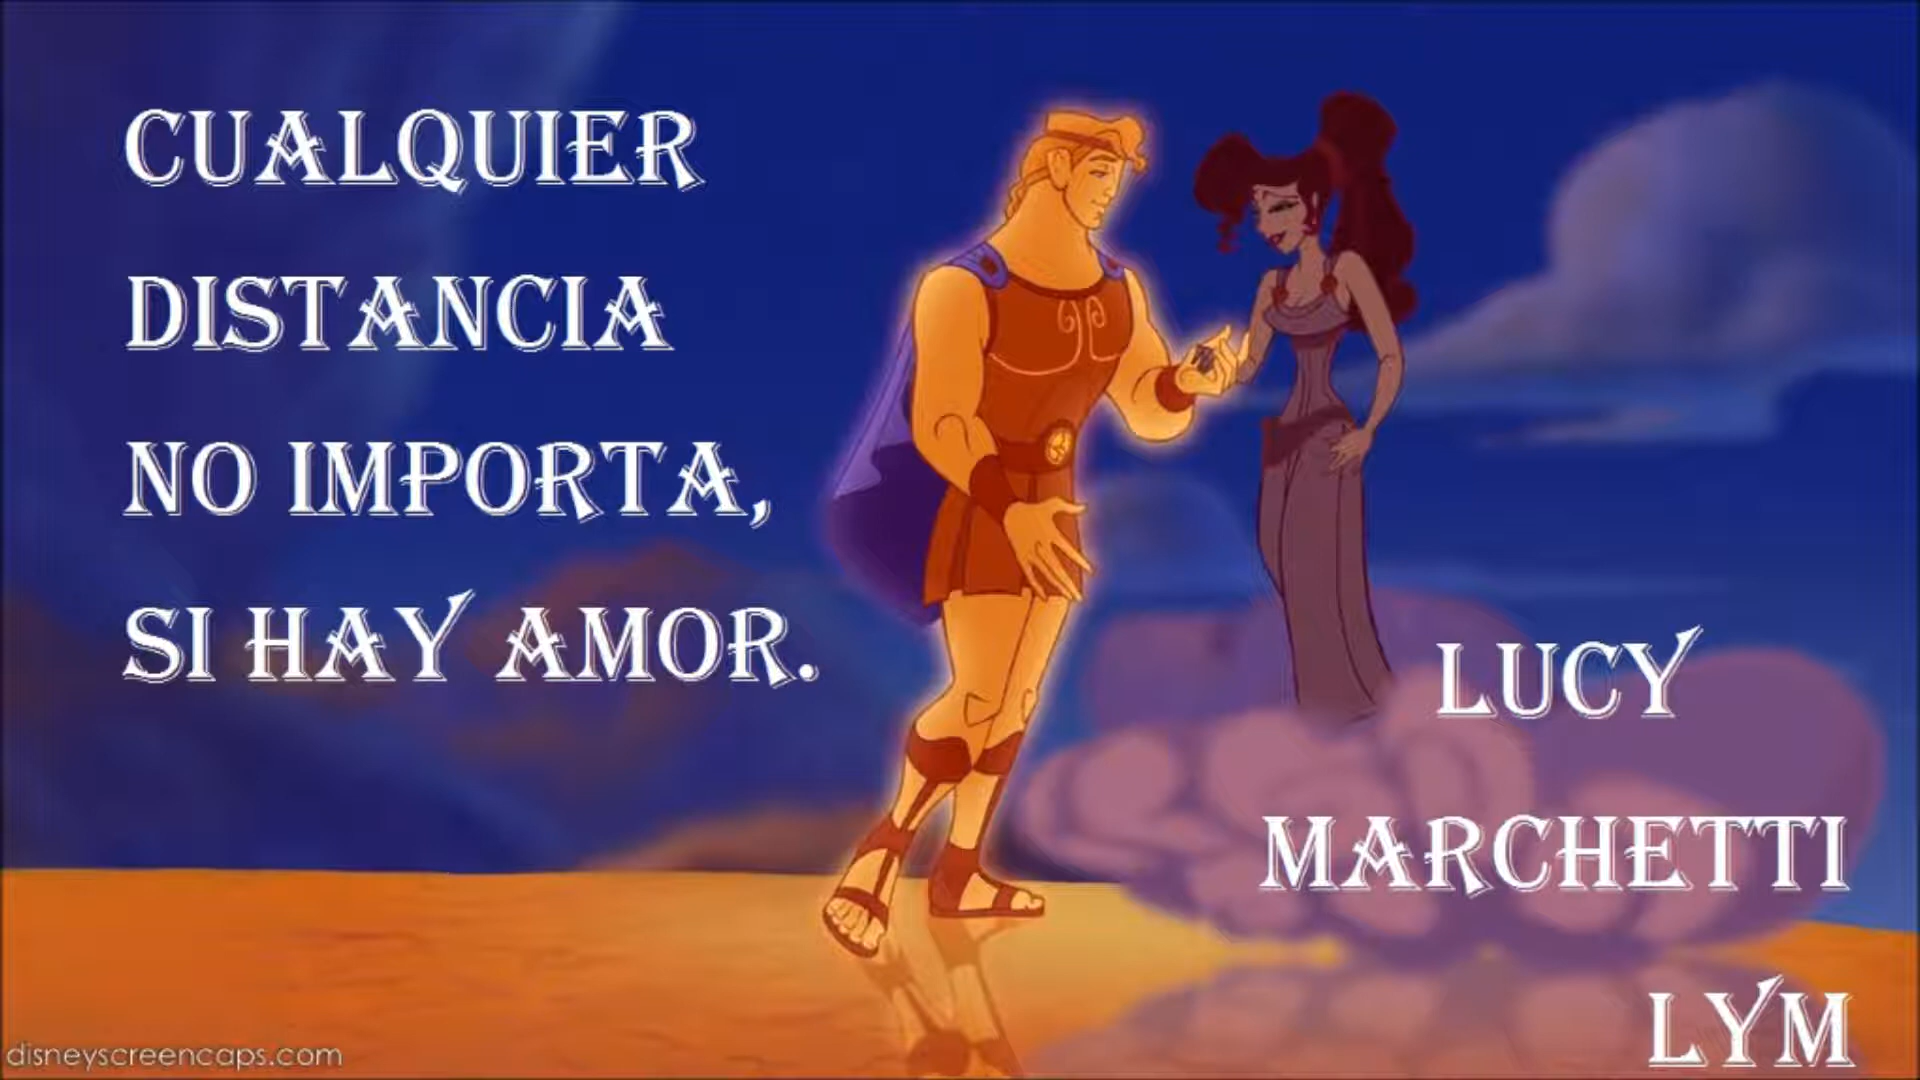 CUALQUIER
DISTANCIA
NO IMPORTA,
SI HAY AMOR.
LUCY
MARCHETTI
LYM
disneyscreencaps.com